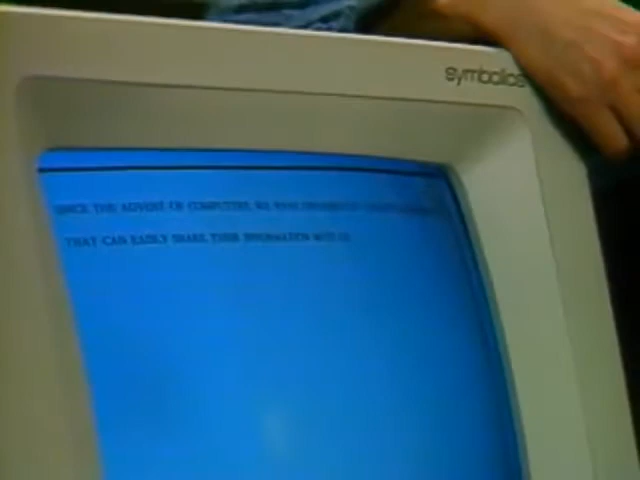 symbolics
SINCE THE ADVENT OF COMPUTERS, WE HAVE
THAT CAN EASILY SHARE THEIR INFORMATION WITH US